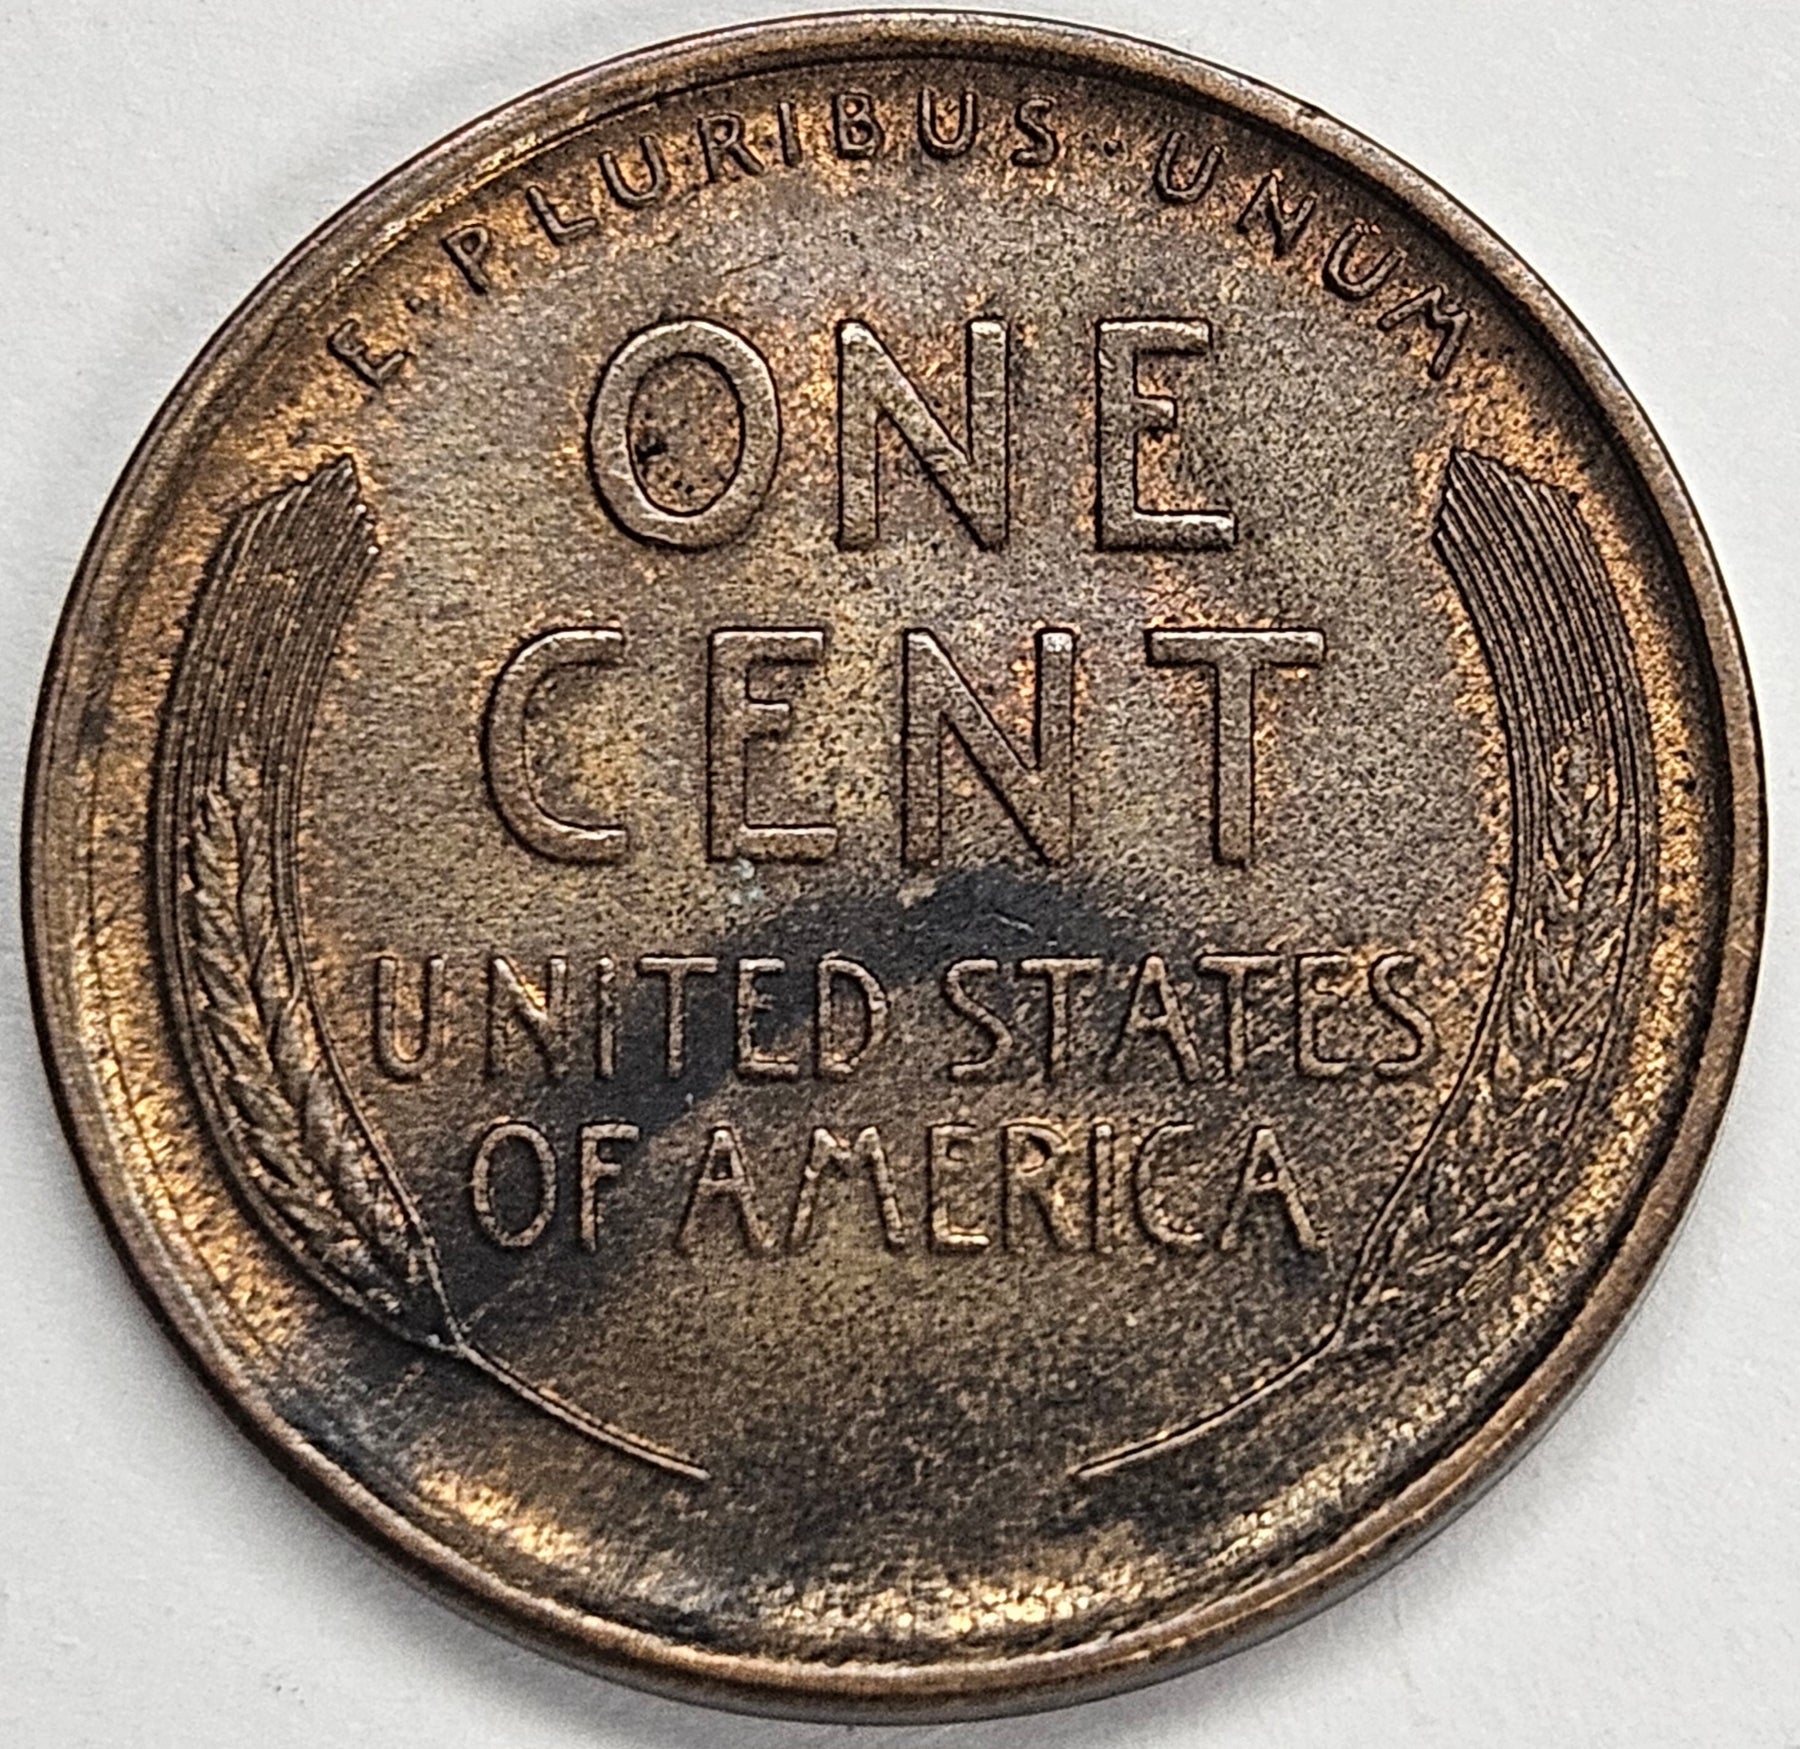 E·PLURIBUS·UNUM
ONE
CENT
UNITED STATES
OF AMERICA